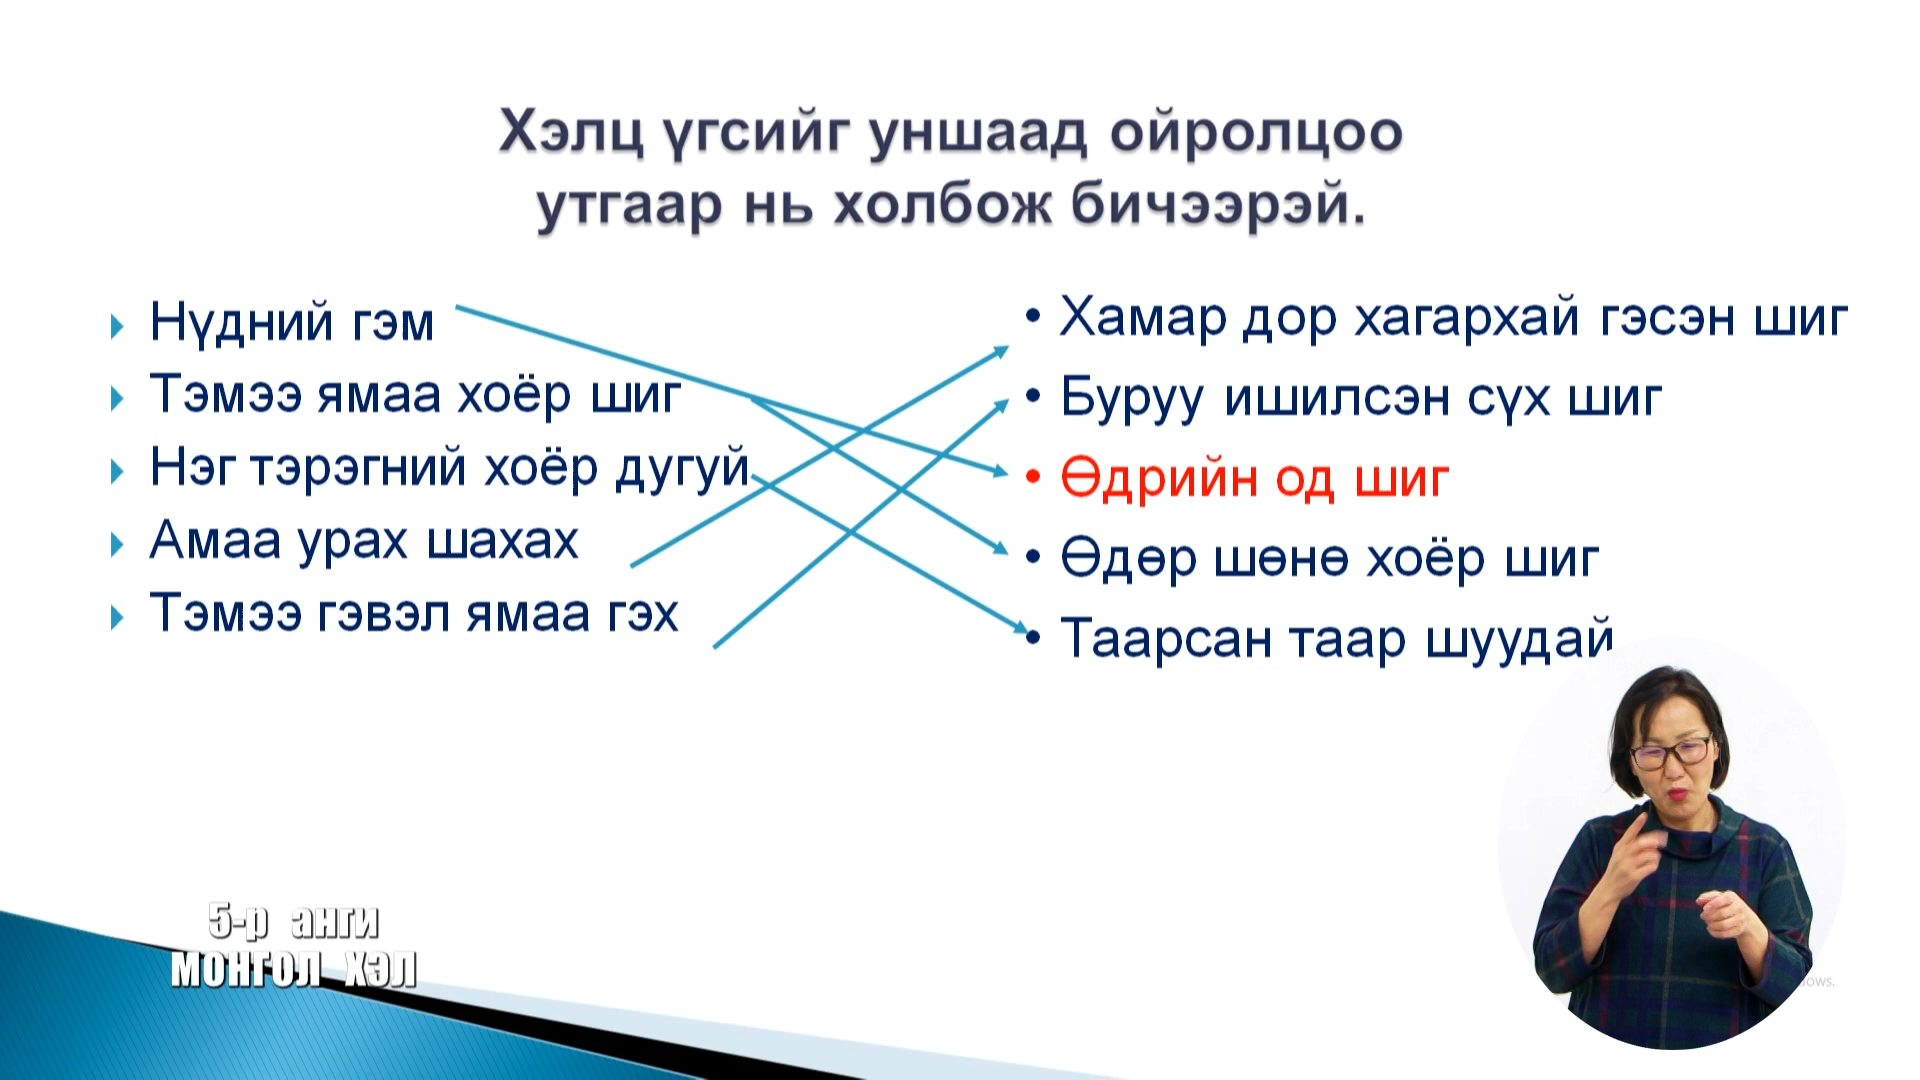 Хэлц үгсийг уншаад ойролцоо
утгаар нь холбож бичээрэй.
Нүдний гэм
Тэмээ ямаа хоёр шиг
Нэг тэрэгний хоёр дугуй
Амаа урах шахах
Тэмээ гэвэл ямаа гэх
• Хамар дор хагархай гэсэн шиг
• Буруу ишилсэн сүх шиг
• Өдрийн од шиг
• Өдөр шөнө хоёр шиг
• Таарсан таар шуудай
5-р анги
МОНГОЛ ХЭЛ